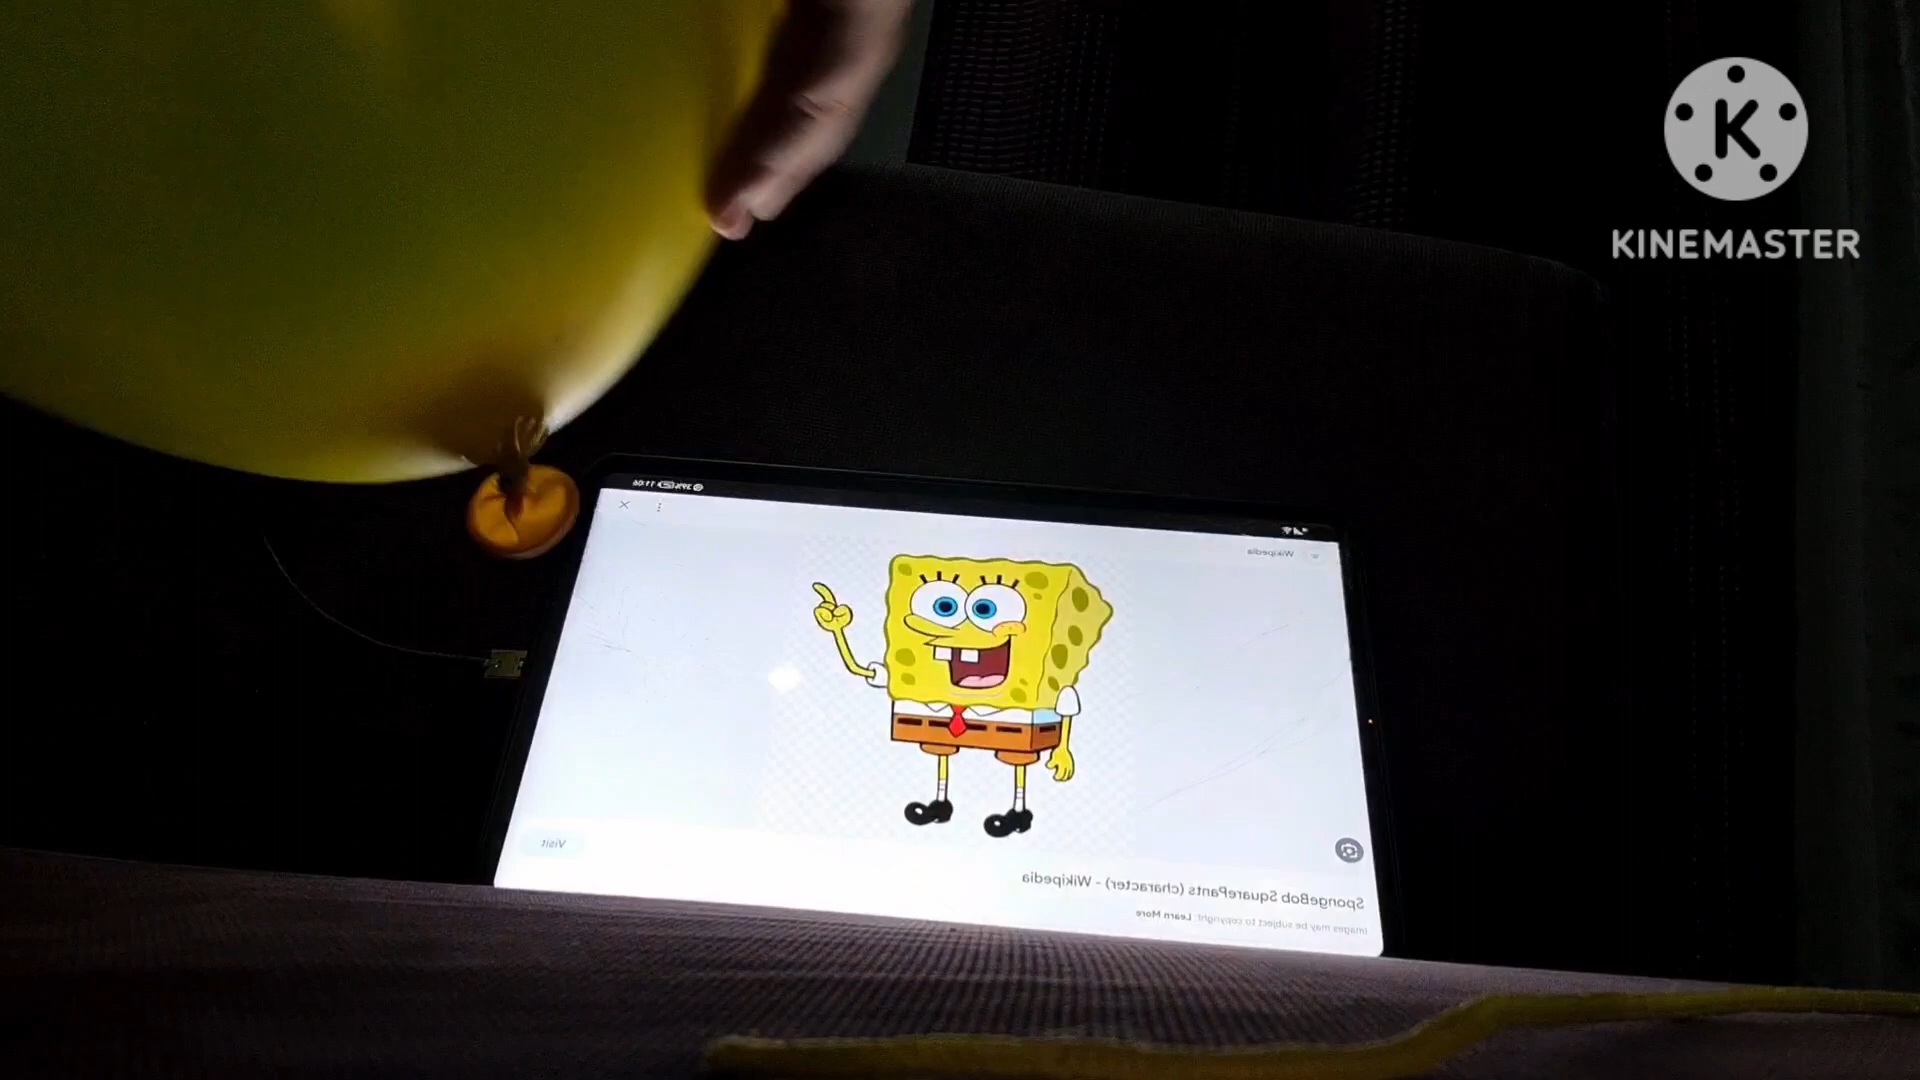 K
KINEMASTER
Wikipedia
Visit
SpongeBob SquarePants (character) - Wikipedia
Images may be subject to copyright. Learn More